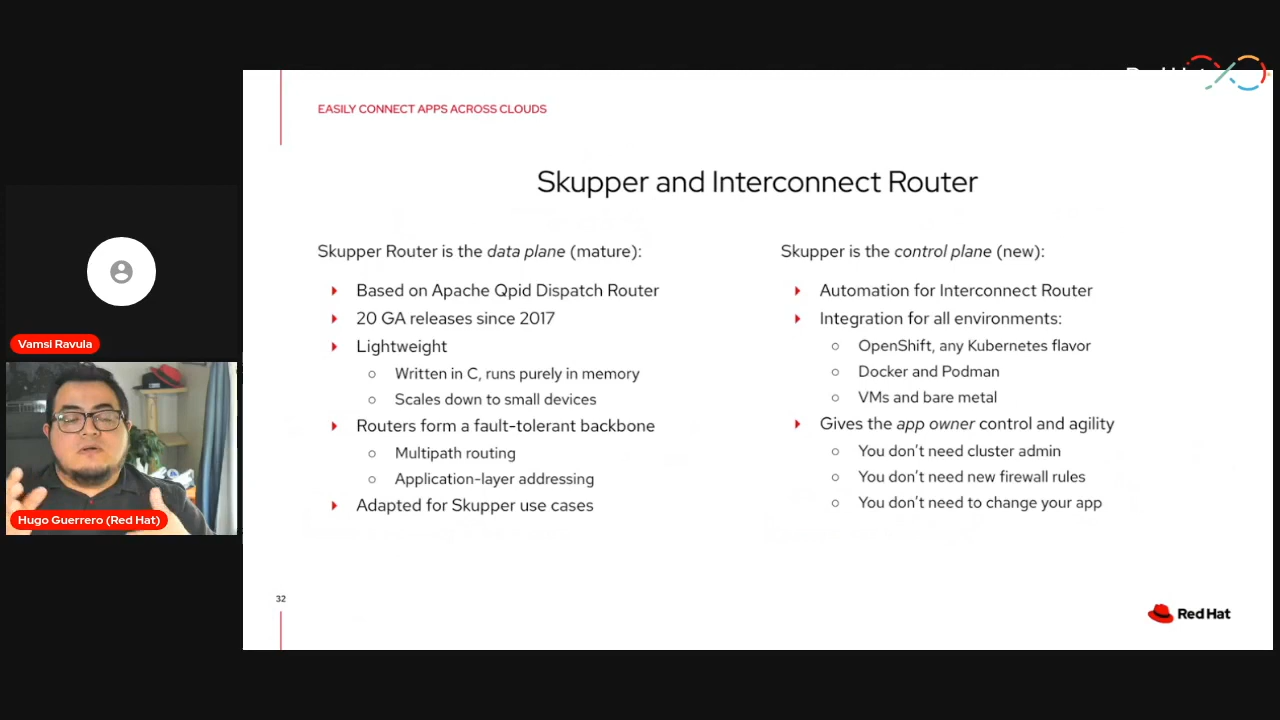 EASILY CONNECT APPS ACROSS CLOUDS
Skupper and Interconnect Router
Skupper Router is the data plane (mature):
Based on Apache Qpid Dispatch Router
20 GA releases since 2017
Lightweight
Written in C, runs purely in memory
Scales down to small devices
Routers form a fault-tolerant backbone
Multipath routing
Application-layer addressing
Adapted for Skupper use cases
Skupper is the control plane (new):
Automation for Interconnect Router
Integration for all environments:
OpenShift, any Kubernetes flavor
Docker and Podman
VMs and bare metal
Gives the app owner control and agility
You don't need cluster admin
You don't need new firewall rules
You don't need to change your app
32
Red Hat
Vamsi Ravula
Hugo Guerrero (Red Hat)